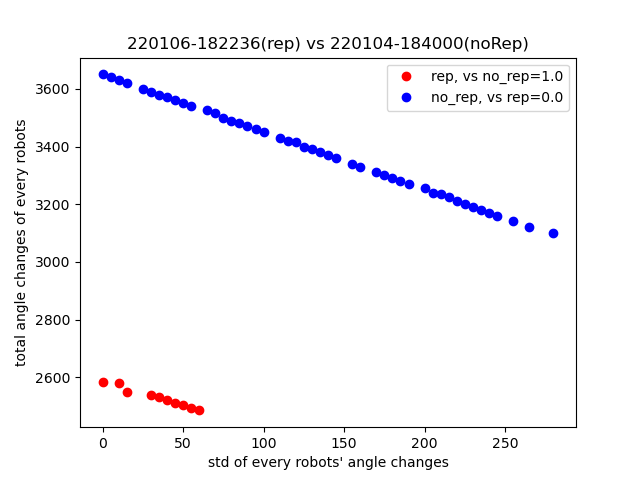 220106-182236(rep) vs 220104-184000(noRep)
rep, vs no_rep=1.0
no_rep, vs rep=0.0
total angle changes of every robots
3600
3400
3200
3000
2800
2600
0 50 100 150 200 250
std of every robots' angle changes